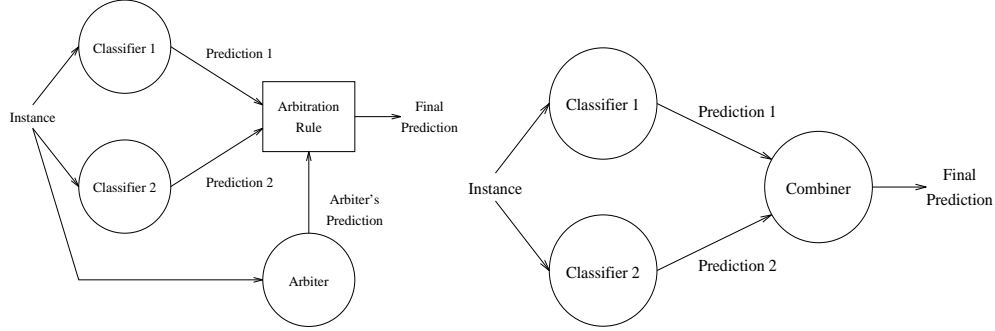 Classifier 1
Prediction 1
Instance
Arbitration
Rule
Final
Prediction
Classifier 2
Prediction 2
Arbiter's
Prediction
Arbiter
Classifier 1
Prediction 1
Instance
Combiner
Final
Prediction
Classifier 2
Prediction 2